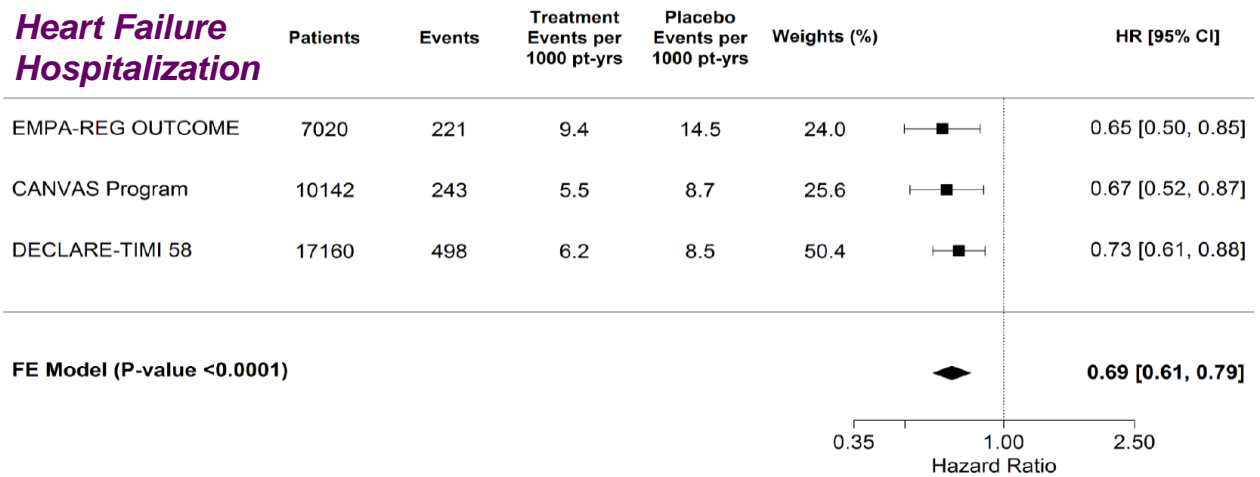 Heart Failure
Hospitalization
Patients Events Treatment Events per 1000 pt-yrs Placebo Events per 1000 pt-yrs Weights (%) HR [95% CI]
EMPA-REG OUTCOME 7020 221 9.4 14.5 24.0 0.65 [0.50, 0.85]
CANVAS Program 10142 243 5.5 8.7 25.6 0.67 [0.52, 0.87]
DECLARE-TIMI 58 17160 498 6.2 8.5 50.4 0.73 [0.61, 0.88]
FE Model (P-value <0.0001) 0.69 [0.61, 0.79]
0.35 1.00 2.50
Hazard Ratio